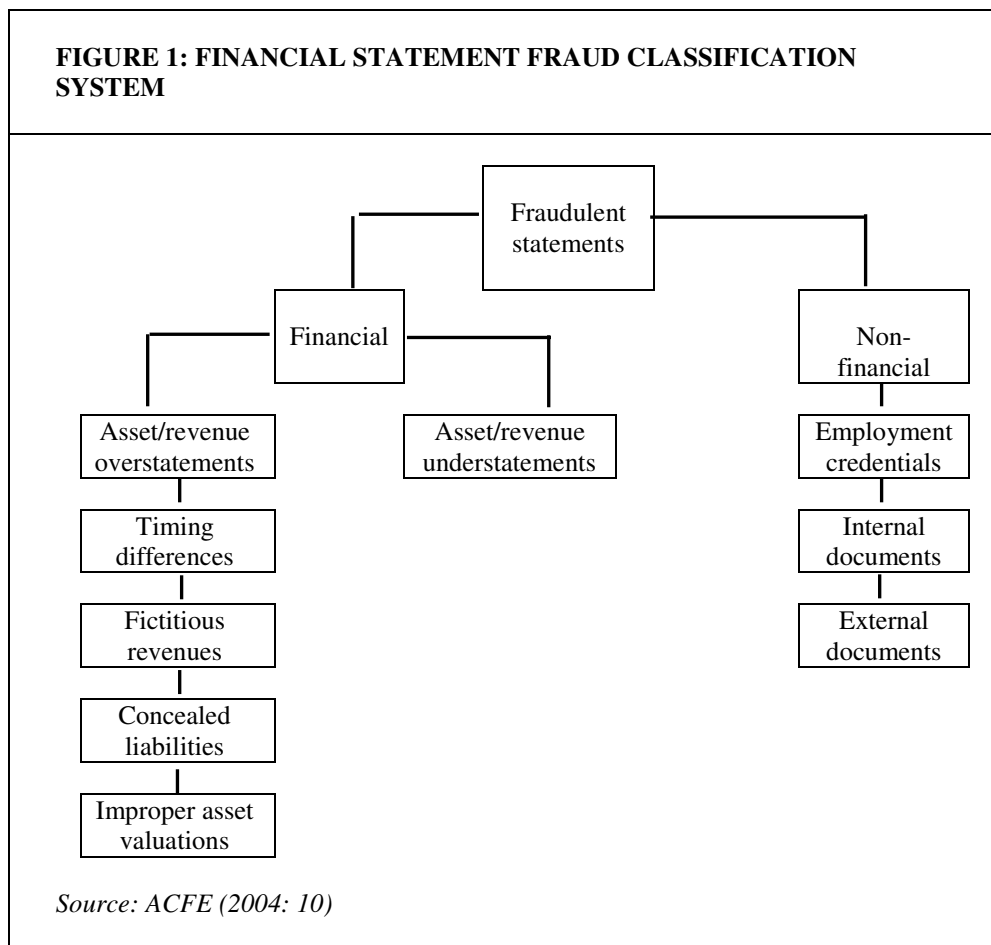 FIGURE 1: FINANCIAL STATEMENT FRAUD CLASSIFICATION
SYSTEM
Fraudulent
statements
Financial
Non-
financial
Asset/revenue
overstatements
Asset/revenue
understatements
Employment
credentials
Timing
differences
Internal
documents
Fictitious
revenues
External
documents
Concealed
liabilities
Improper asset
valuations
Source: ACFE (2004: 10)